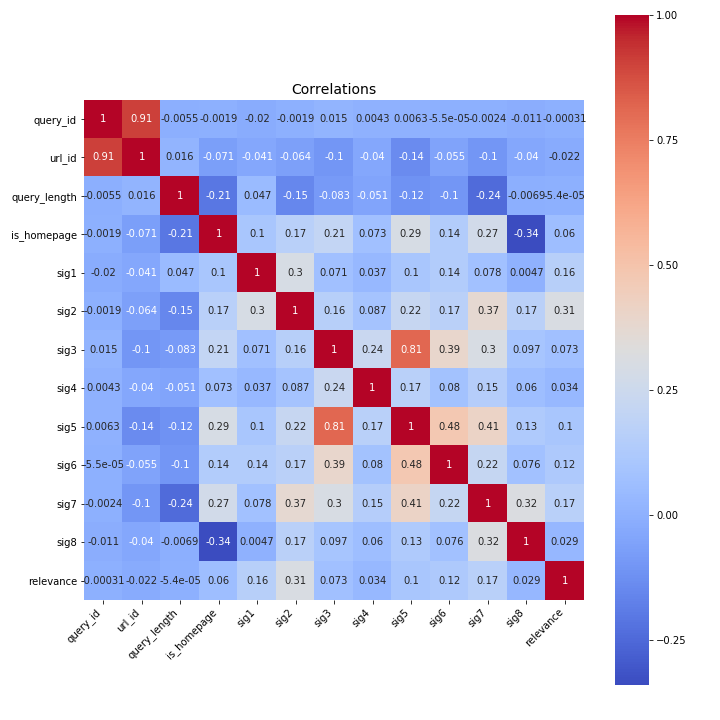 Correlations
query_id 1 0.91 -0.0055 -0.0019 -0.02 -0.0019 0.015 0.0043 0.0063 -5.5e-05 -0.0024 -0.011 -0.00031
url_id 0.91 1 0.016 -0.071 -0.041 -0.064 -0.1 -0.04 -0.14 -0.055 -0.1 -0.04 -0.022
query_length -0.0055 0.016 1 -0.21 0.047 -0.15 -0.083 -0.051 -0.12 -0.1 -0.24 -0.0069 -5.4e-05
is_homepage -0.0019 -0.071 -0.21 1 0.1 0.17 0.21 0.073 0.29 0.14 0.27 -0.34 0.06
sig1 -0.02 -0.041 0.047 0.1 1 0.3 0.071 0.037 0.1 0.14 0.078 0.0047 0.16
sig2 -0.0019 -0.064 -0.15 0.17 0.3 1 0.16 0.087 0.22 0.17 0.37 0.17 0.31
sig3 0.015 -0.1 -0.083 0.21 0.071 0.16 1 0.24 0.81 0.39 0.3 0.097 0.073
sig4 0.0043 -0.04 -0.051 0.073 0.037 0.087 0.24 1 0.17 0.08 0.15 0.06 0.034
sig5 0.0063 -0.14 -0.12 0.29 0.1 0.22 0.81 0.17 1 0.48 0.41 0.13 0.1
sig6 -5.5e-05 -0.055 -0.1 0.14 0.14 0.17 0.39 0.08 0.48 1 0.22 0.076 0.12
sig7 -0.0024 -0.1 -0.24 0.27 0.078 0.37 0.3 0.15 0.41 0.22 1 0.32 0.17
sig8 -0.011 -0.04 -0.0069 -0.34 0.0047 0.17 0.097 0.06 0.13 0.076 0.32 1 0.029
relevance -0.00031 -0.022 -5.4e-05 0.06 0.16 0.31 0.073 0.034 0.1 0.12 0.17 0.029 1
query_id url_id query_length is_homepage sig1 sig2 sig3 sig4 sig5 sig6 sig7 sig8 relevance
1.00
0.75
0.50
0.25
0.00
−0.25